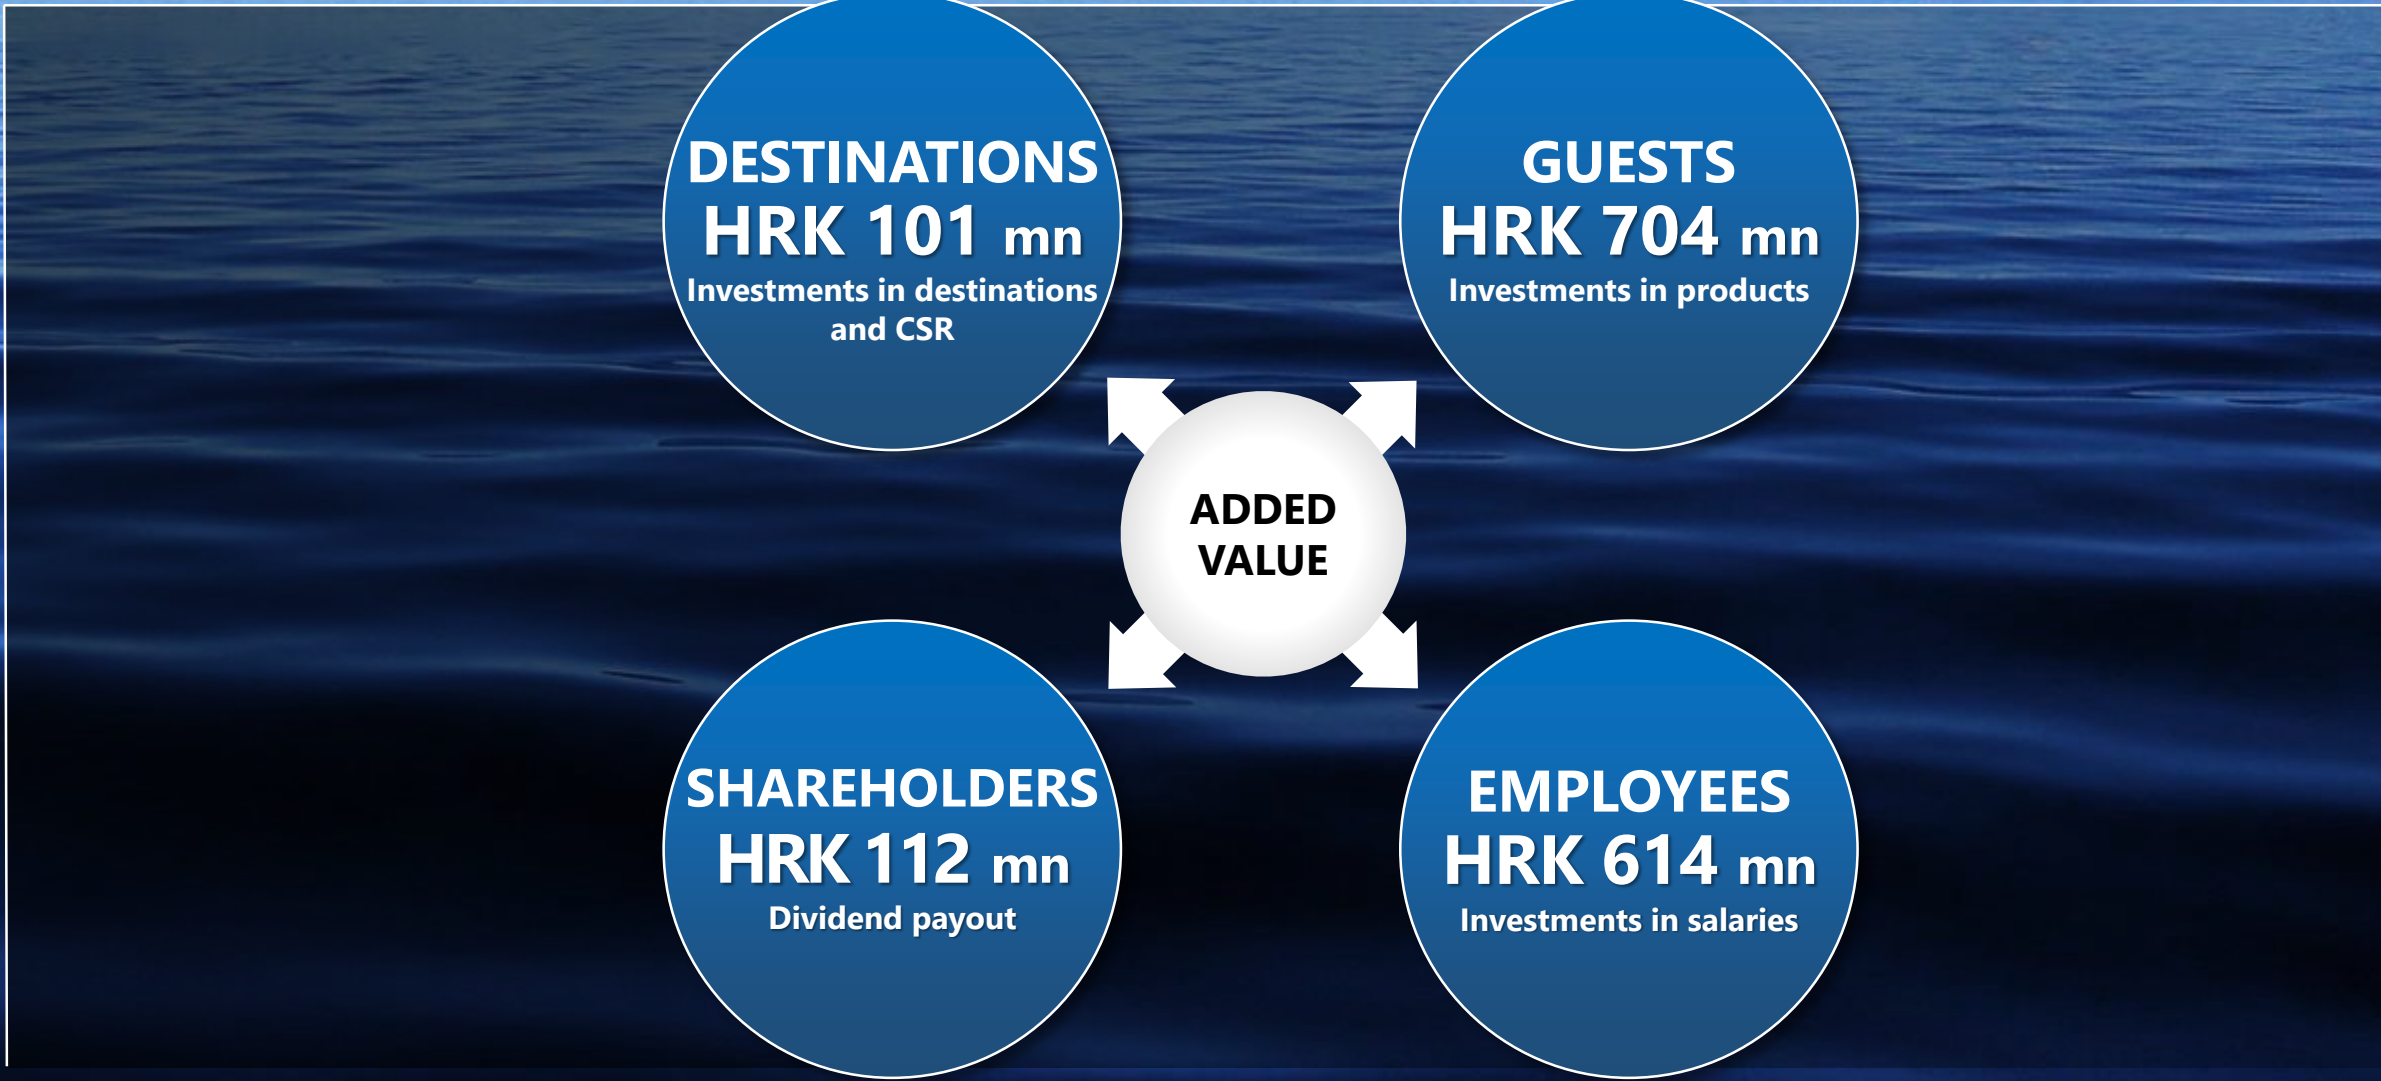 DESTINATIONS
HRK 101 mn
Investments in destinations
and CSR
GUESTS
HRK 704 mn
Investments in products
ADDED
VALUE
SHAREHOLDERS
HRK 112 mn
Dividend payout
EMPLOYEES
HRK 614 mn
Investments in salaries